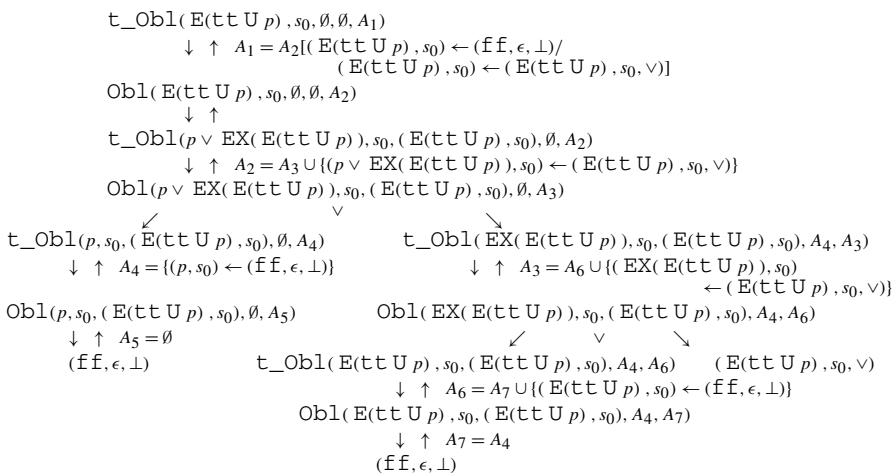 t_Obl( E(tt U p) , s₀, ∅, ∅, A₁)
↓ ↑ A₁ = A₂[( E(tt U p) , s₀) ← (ff, ϵ, ⊥)/
( E(tt U p) , s₀) ← ( E(tt U p) , s₀, ∨)]
Obl( E(tt U p) , s₀, ∅, ∅, A₂)
↓ ↑
t_Obl(p ∨ EX( E(tt U p) ), s₀, ( E(tt U p) , s₀), ∅, A₂)
↓ ↑ A₂ = A₃ ∪ {(p ∨ EX( E(tt U p) ), s₀) ← ( E(tt U p) , s₀, ∨)}
Obl(p ∨ EX( E(tt U p) ), s₀, ( E(tt U p) , s₀), ∅, A₃)
↙ ∨ ↘
t_Obl(p, s₀, ( E(tt U p) , s₀), ∅, A₄) t_Obl( EX( E(tt U p) ), s₀, ( E(tt U p) , s₀), A₄, A₃)
↓ ↑ A₄ = {(p, s₀) ← (ff, ϵ, ⊥)} ↓ ↑ A₃ = A₆ ∪ {( EX( E(tt U p) ), s₀)
← ( E(tt U p) , s₀, ∨)}
Obl(p, s₀, ( E(tt U p) , s₀), ∅, A₅) Obl( EX( E(tt U p) ), s₀, ( E(tt U p) , s₀), A₄, A₆)
↓ ↑ A₅ = ∅ ↙ ∨ ↘
(ff, ϵ, ⊥) t_Obl( E(tt U p) , s₀, ( E(tt U p) , s₀), A₄, A₆) ( E(tt U p) , s₀, ∨)
↓ ↑ A₆ = A₇ ∪ {( E(tt U p) , s₀) ← (ff, ϵ, ⊥)}
Obl( E(tt U p) , s₀, ( E(tt U p) , s₀), A₄, A₇)
↓ ↑ A₇ = A₄
(ff, ϵ, ⊥)